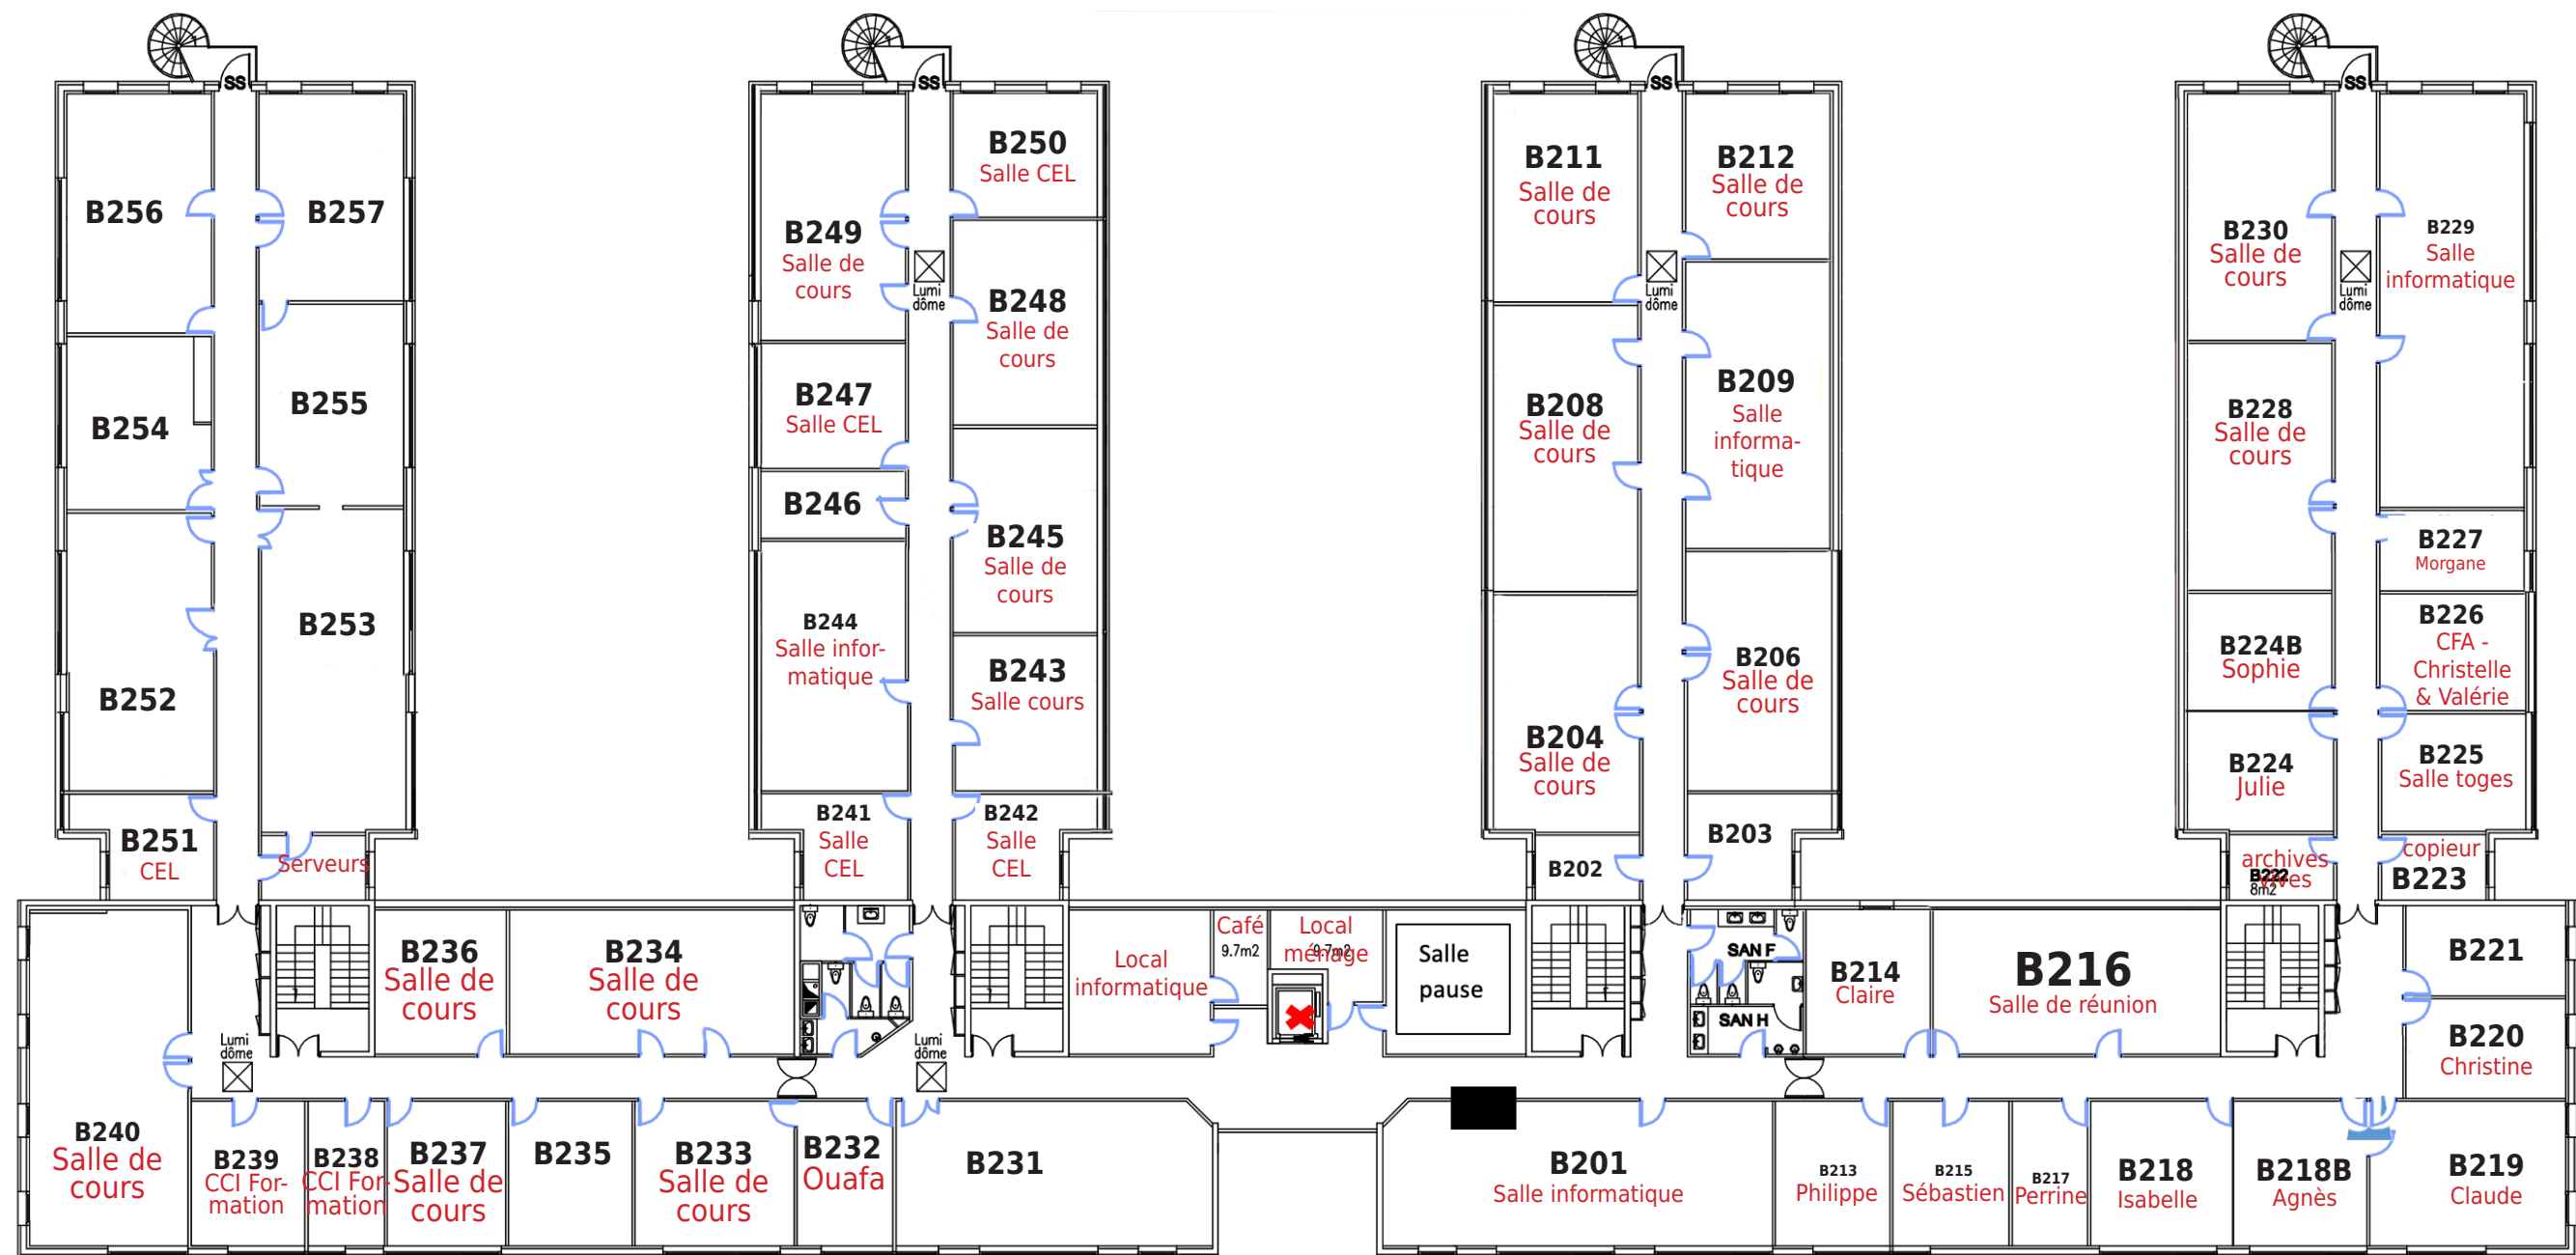 SS
SS
SS
SS
B256
B257
B254
B255
B252
B253
B251
CEL
Serveurs
B250
Salle CEL
B249
Salle de
cours
Lumi
dôme
B248
Salle de
cours
B247
Salle CEL
B246
B245
Salle de
cours
B244
Salle infor-
matique
B243
Salle cours
B241
Salle
CEL
B242
Salle
CEL
B211
Salle de
cours
B212
Salle de
cours
Lumi
dôme
B208
Salle de
cours
B209
Salle
informa-
tique
B204
Salle de
cours
B206
Salle de
cours
B202
B203
B230
Salle de
cours
B229
Salle
informatique
Lumi
dôme
B228
Salle de
cours
B227
Morgane
B224B
Sophie
B226
CFA -
Christelle
& Valérie
B224
Julie
B225
Salle toges
archives
vives
B222
8m2
copieur
B223
B236
Salle de
cours
B234
Salle de
cours
Lumi
dôme
Lumi
dôme
Local
informatique
Café
9.7m2
Local
ménage
9.7m2
Salle
pause
SAN F
SAN H
B214
Claire
B216
Salle de réunion
B221
B220
Christine
B240
Salle de
cours
B239
CCI For-
mation
B238
CCI For-
mation
B237
Salle de
cours
B235
B233
Salle de
cours
B232
Ouafa
B231
B201
Salle informatique
B213
Philippe
B215
Sébastien
B217
Perrine
B218
Isabelle
B218B
Agnès
B219
Claude